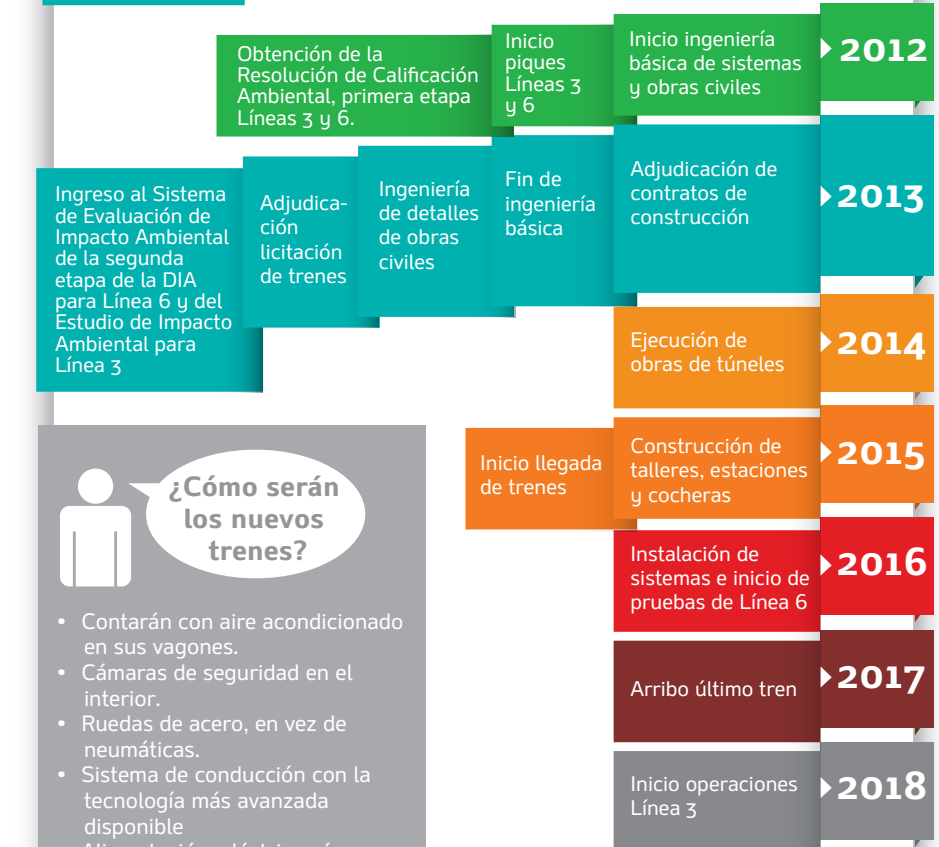 Obtención de la
Resolución de Calificación
Ambiental, primera etapa
Líneas 3 y 6.
Inicio
piques
Líneas 3
y 6
Inicio ingeniería
básica de sistemas
y obras civiles
2012
Ingreso al Sistema
de Evaluación de
Impacto Ambiental
de la segunda
etapa de la DIA
para Línea 6 y del
Estudio de Impacto
Ambiental para
Línea 3
Adjudica-
ción
licitación
de trenes
Ingeniería
de detalles
de obras
civiles
Fin de
ingeniería
básica
Adjudicación de
contratos de
construcción
2013
Ejecución de
obras de túneles
2014
Inicio llegada
de trenes
Construcción de
talleres, estaciones
y cocheras
2015
Instalación de
sistemas e inicio de
pruebas de Línea 6
2016
Arribo último tren
2017
Inicio operaciones
Línea 3
2018
¿Cómo serán
los nuevos
trenes?
• Contarán con aire acondicionado
en sus vagones.
• Cámaras de seguridad en el
interior.
• Ruedas de acero, en vez de
neumáticas.
• Sistema de conducción con la
tecnología más avanzada
disponible